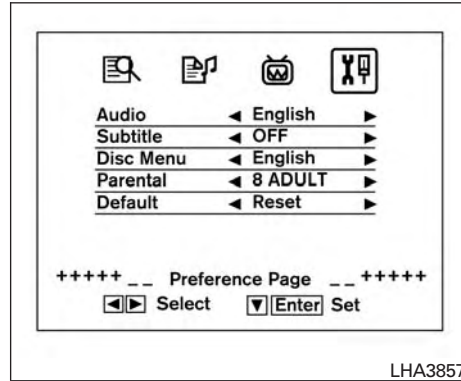 Audio ◀ English ▶
Subtitle ◀ OFF ▶
Disc Menu ◀ English ▶
Parental ◀ 8 ADULT ▶
Default ◀ Reset ▶
+++++ _ _ Preference Page _ _ +++++
◀ ▶ Select ▼ Enter Set
LHA3857